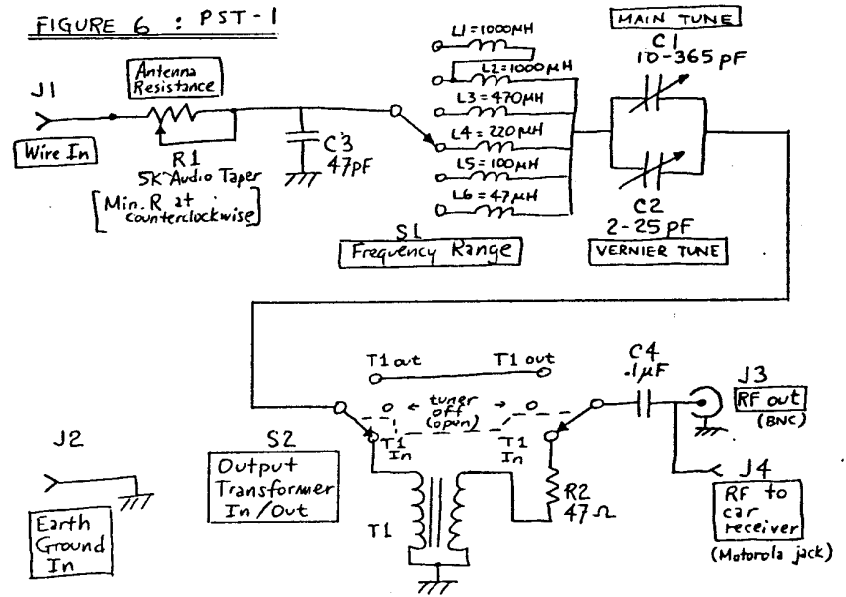 FIGURE 6 : PST-1
L1=1000μH
L2=1000μH
L3=470μH
L4=220μH
L5=100μH
L6=47μH
S1
Frequency Range
MAIN TUNE
C1
10-365 pF
C2
2-25 pF
VERNIER TUNE
J1
Wire In
Antenna
Resistance
R1
5K Audio Taper
[Min. R at
counterclockwise]
C3
47pF
T1 out
T1 out
← tuner →
off
(open)
T1
In
T1
In
S2
Output
Transformer
In/Out
T1
R2
47Ω
C4
.1μF
J3
RF out
(BNC)
J4
RF to
car
receiver
(Motorola jack)
J2
Earth
Ground
In